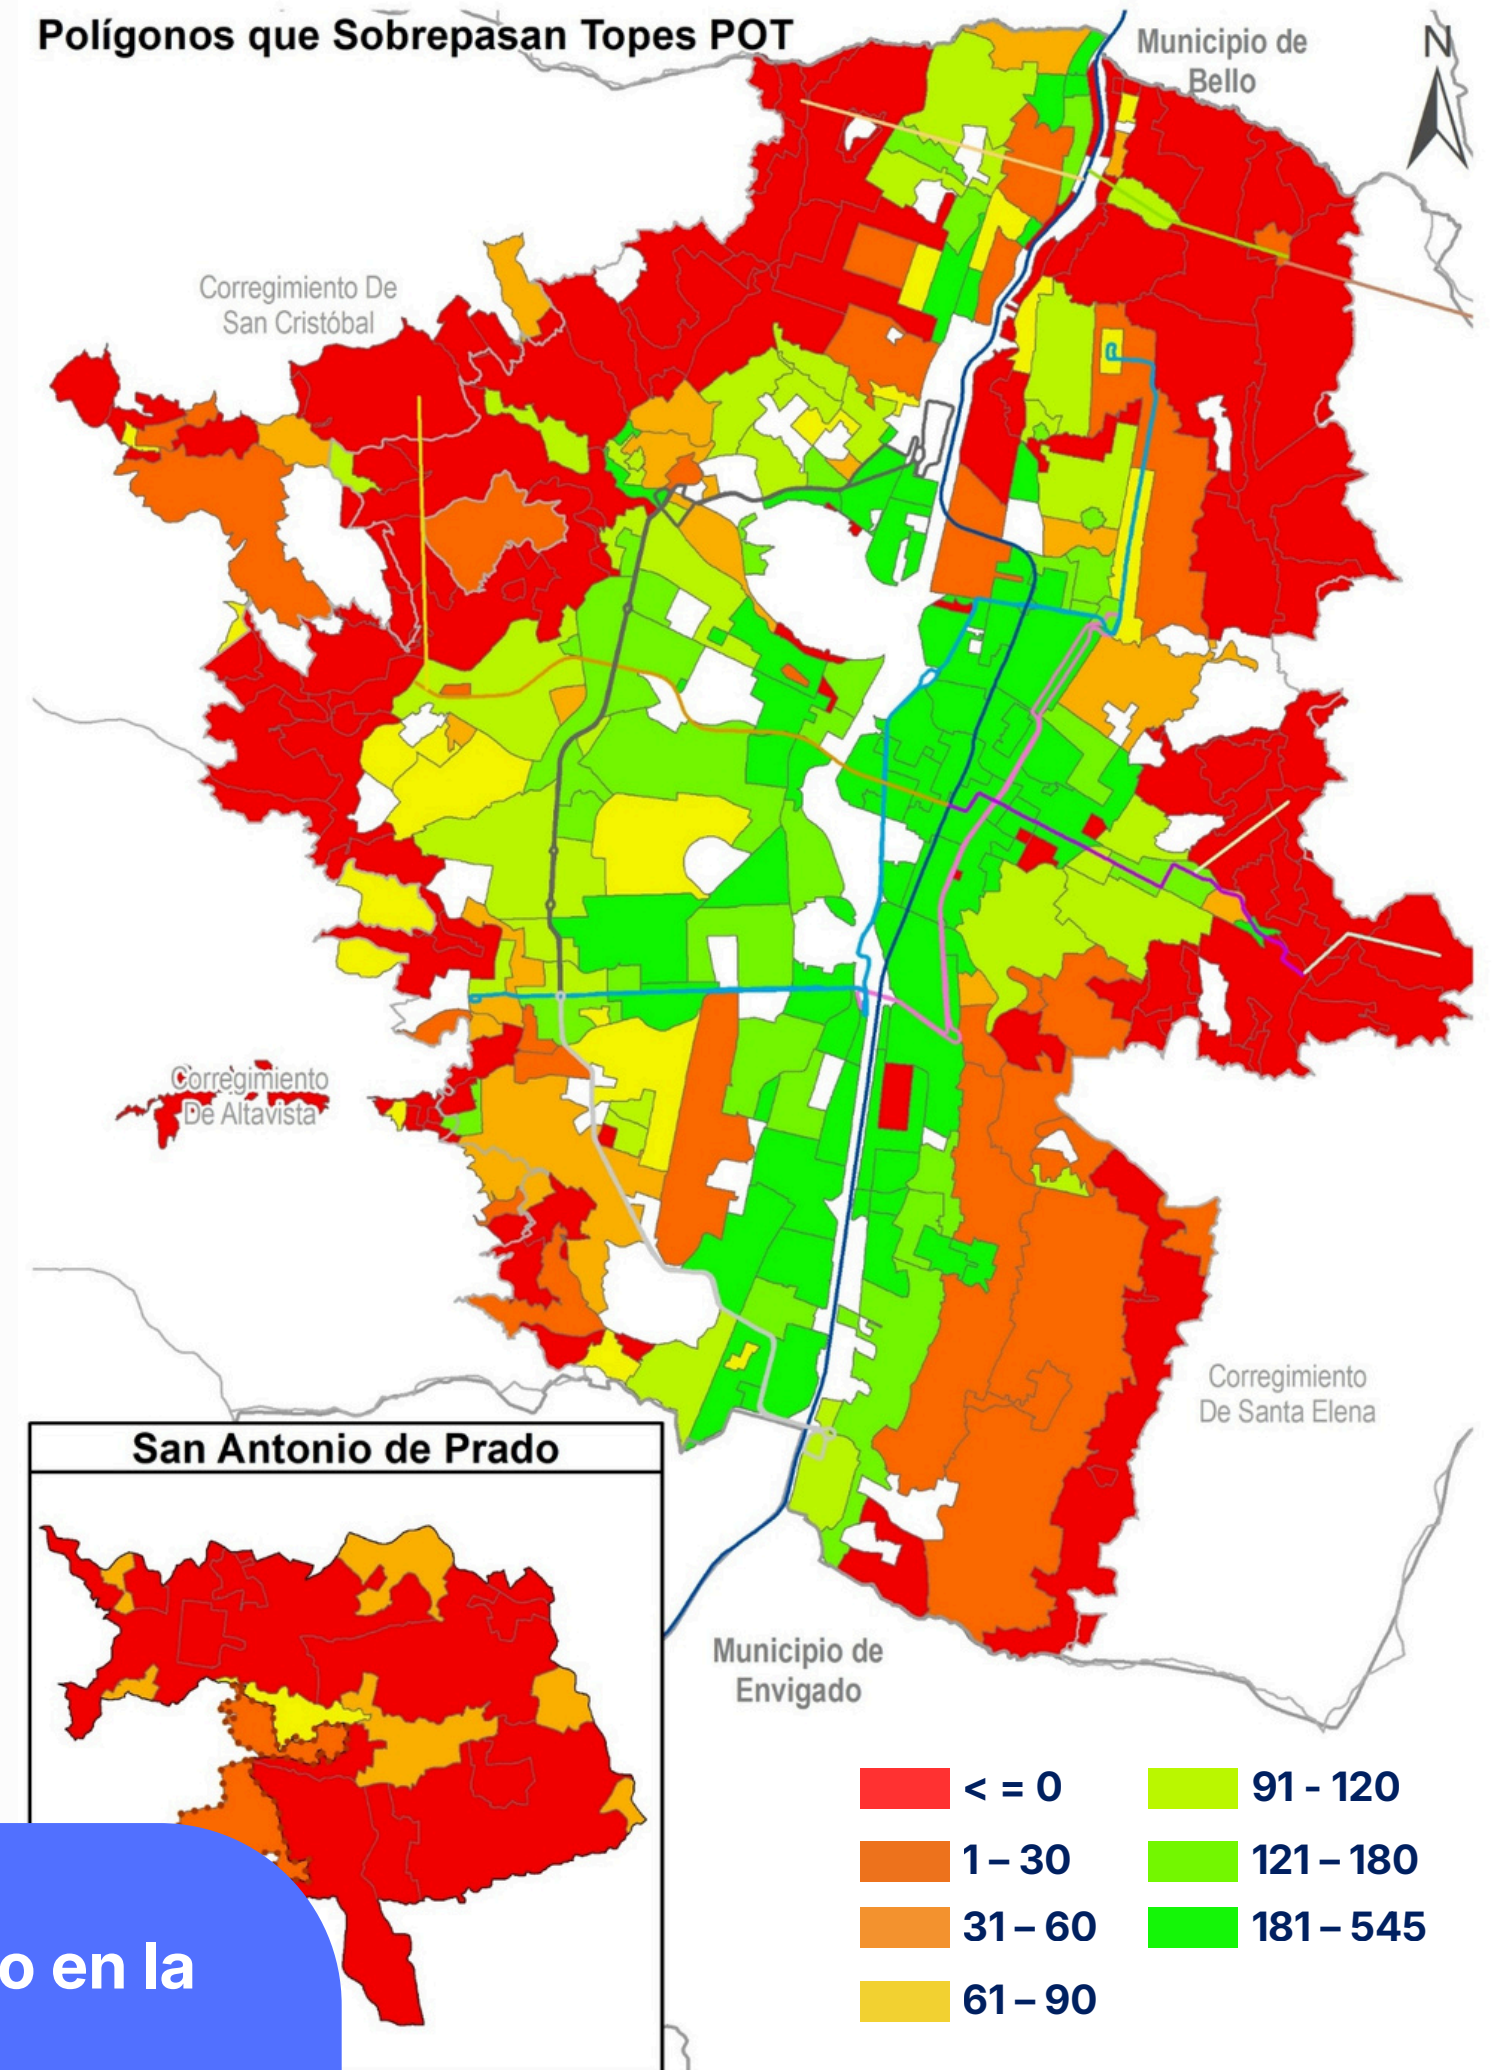 Polígonos que Sobrepasan Topes POT
Municipio de
Bello
N
Corregimiento De
San Cristóbal
Corregimiento
De Altavista
Corregimiento
De Santa Elena
San Antonio de Prado
Municipio de
Envigado
< = 0
1 – 30
31 – 60
61 – 90
91 - 120
121 – 180
181 – 545
o en la